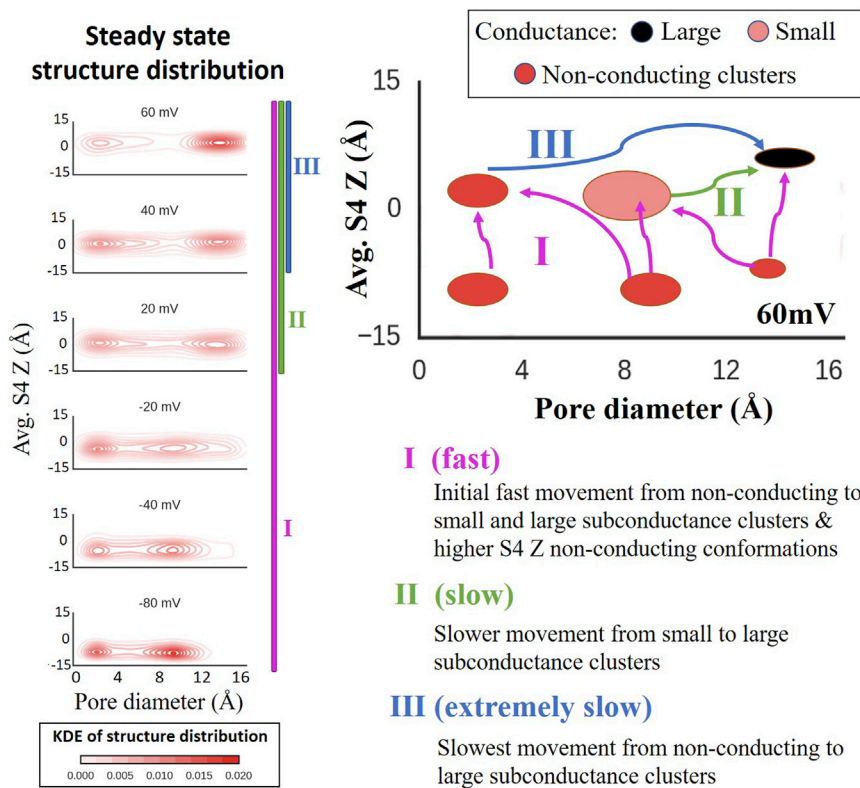 Steady state
structure distribution
60 mV
15
0
-15
40 mV
15
0
-15
20 mV
15
0
-15
-20 mV
15
0
-15
-40 mV
15
0
-15
-80 mV
15
0
-15
0 4 8 12 16
Pore diameter (Å)
Avg. S4 Z (Å)
III
II
I
KDE of structure distribution
0.000 0.005 0.010 0.015 0.020
Conductance: Large Small
Non-conducting clusters
15
0
−15
Avg. S4 Z (Å)
III
II
I
60mV
0 4 8 12 16
Pore diameter (Å)
I (fast)
Initial fast movement from non-conducting to
small and large subconductance clusters &
higher S4 Z non-conducting conformations
II (slow)
Slower movement from small to large
subconductance clusters
III (extremely slow)
Slowest movement from non-conducting to
large subconductance clusters